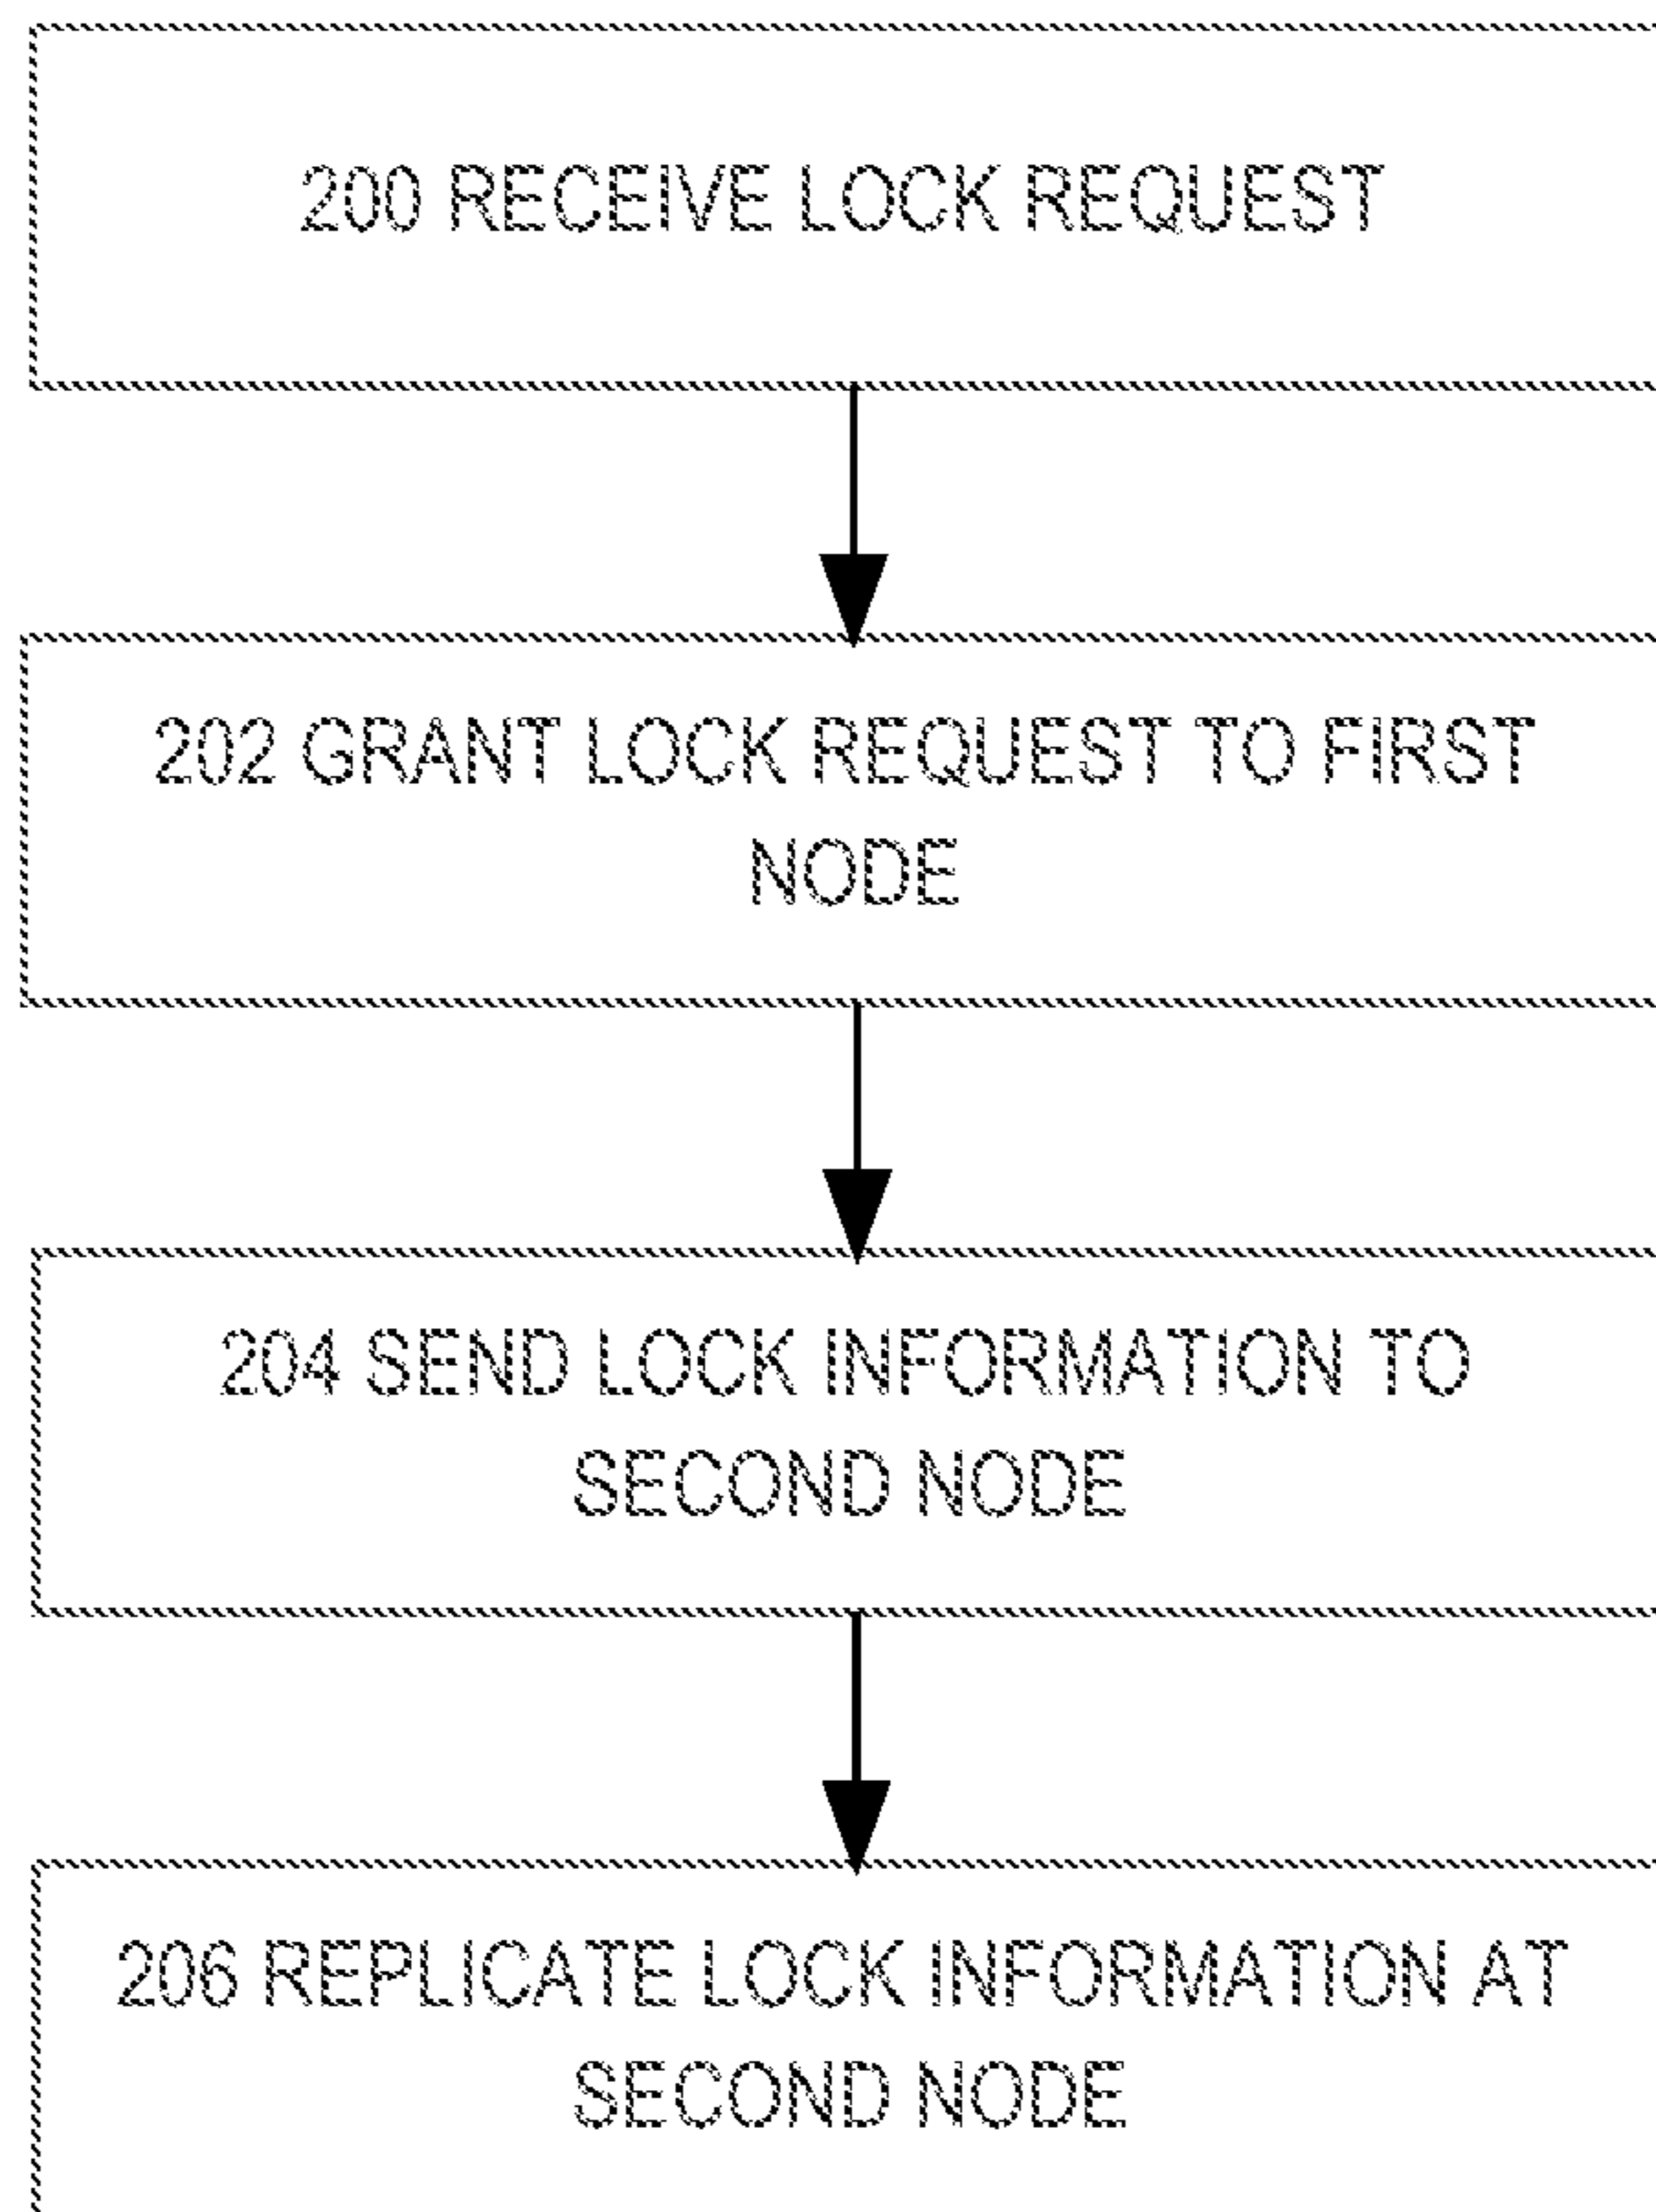 200 RECEIVE LOCK REQUEST
202 GRANT LOCK REQUEST TO FIRST
NODE
204 SEND LOCK INFORMATION TO
SECOND NODE
206 REPLICATE LOCK INFORMATION AT
SECOND NODE